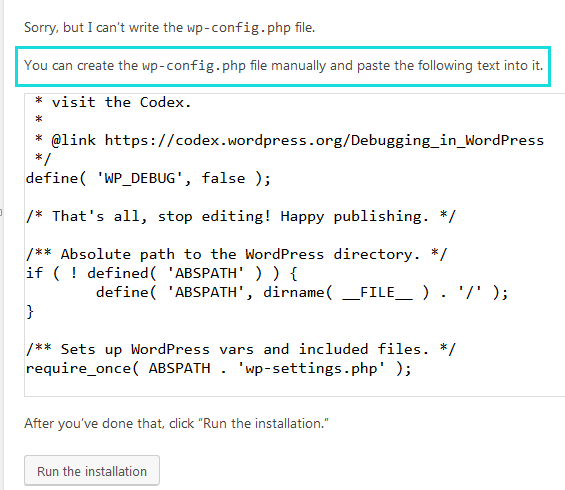 Sorry, but I can’t write the wp-config.php file.
You can create the wp-config.php file manually and paste the following text into it.
 * visit the Codex.
 *
 * @link https://codex.wordpress.org/Debugging_in_WordPress
 */
define( 'WP_DEBUG', false );

/* That's all, stop editing! Happy publishing. */

/** Absolute path to the WordPress directory. */
if ( ! defined( 'ABSPATH' ) ) {
        define( 'ABSPATH', dirname( __FILE__ ) . '/' );
}

/** Sets up WordPress vars and included files. */
require_once( ABSPATH . 'wp-settings.php' );
After you’ve done that, click “Run the installation.”
Run the installation